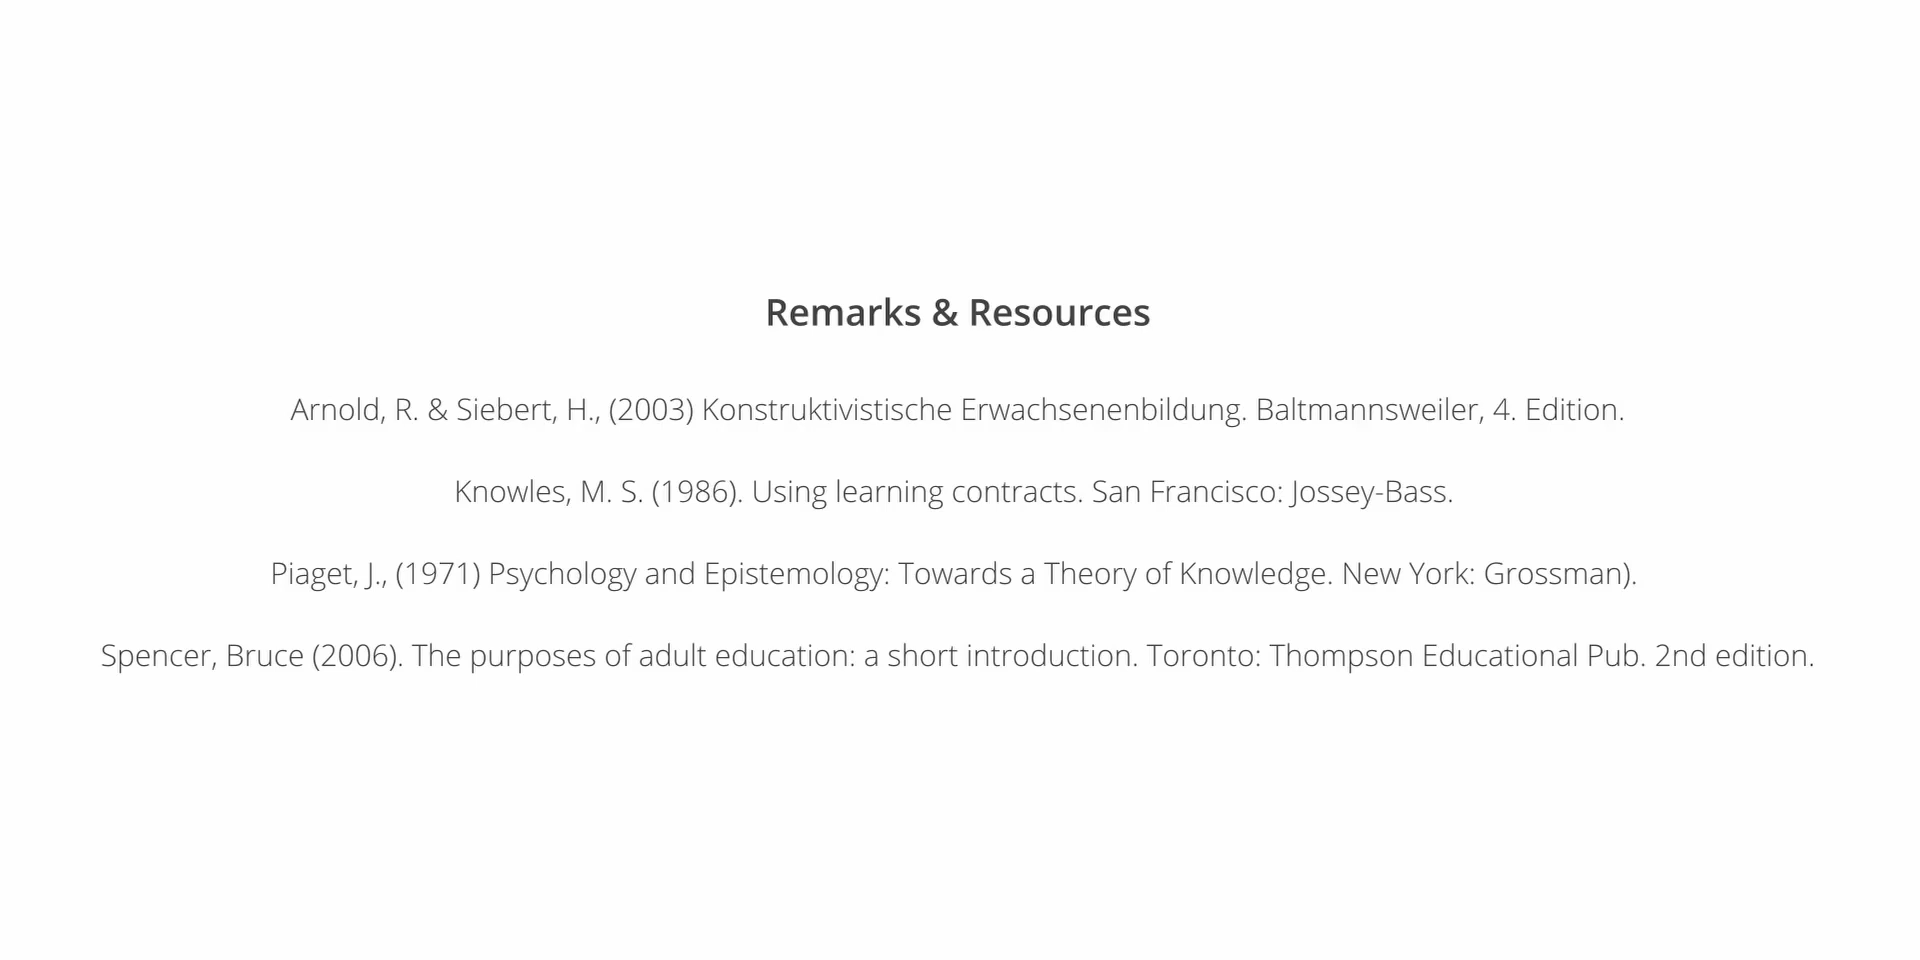 Remarks & Resources
Arnold, R. & Siebert, H., (2003) Konstruktivistische Erwachsenenbildung. Baltmannsweiler, 4. Edition.
Knowles, M. S. (1986). Using learning contracts. San Francisco: Jossey-Bass.
Piaget, J., (1971) Psychology and Epistemology: Towards a Theory of Knowledge. New York: Grossman).
Spencer, Bruce (2006). The purposes of adult education: a short introduction. Toronto: Thompson Educational Pub. 2nd edition.